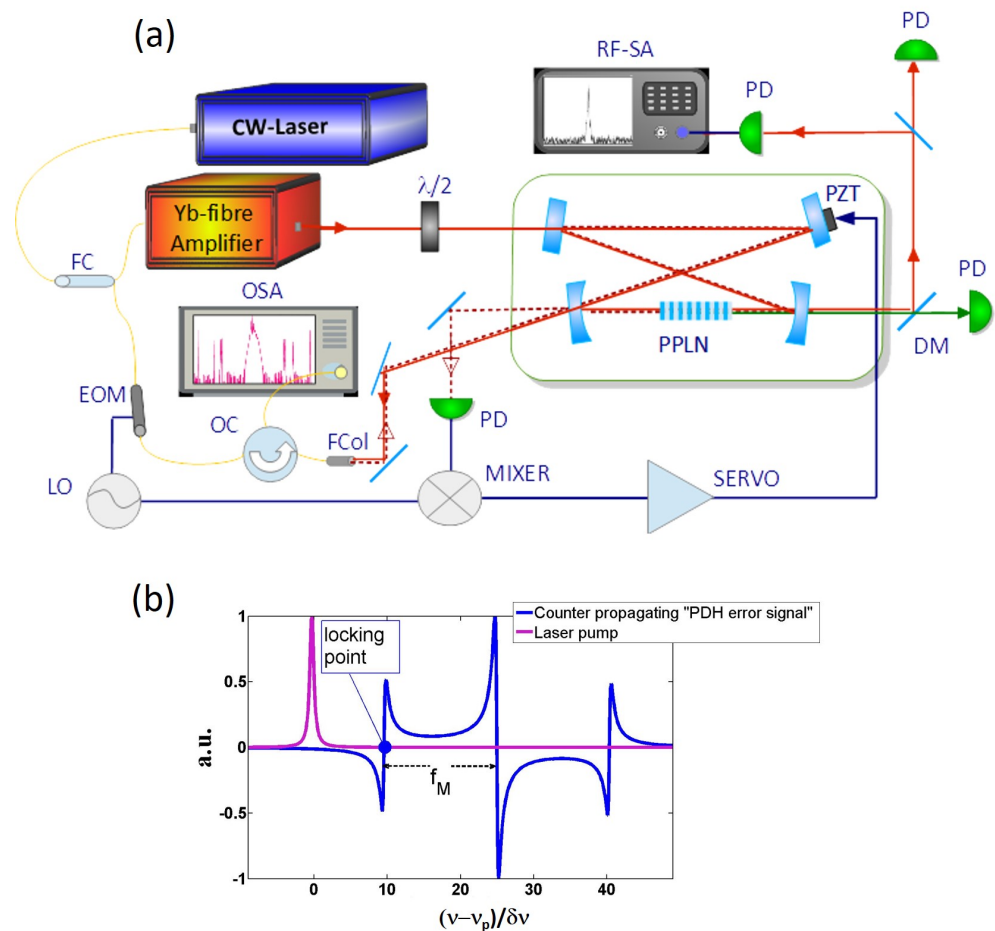 (a)
PD
RF-SA
PD
CW-Laser
λ/2
PZT
Yb-fibre
Amplifier
FC
OSA
PD
PPLN
DM
EOM
OC
FCol
PD
LO
MIXER
SERVO
(b)
Counter propagating "PDH error signal"
Laser pump
locking
point
1
0.5
0
-0.5
-1
a.u.
f_M
0
10
20
30
40
(ν−ν_p)/δν